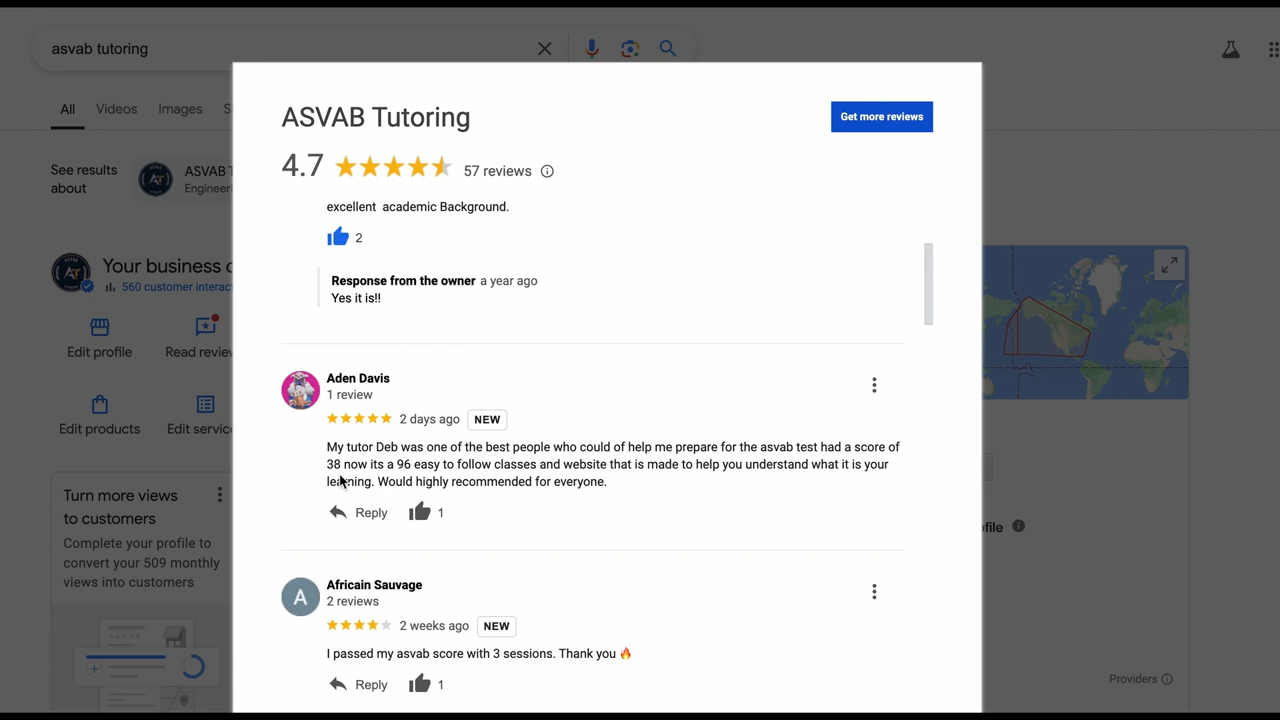 asvab tutoring
All Videos Images S
See results
about
ASVAB T
Engineeri
ASVAB Tutoring
Get more reviews
4.7 57 reviews
excellent academic Background.
2
Response from the owner a year ago
Yes it is!!
Your business o
560 customer interac
Edit profile
Read review
Edit products
Edit servic
Aden Davis
1 review
2 days ago NEW
My tutor Deb was one of the best people who could of help me prepare for the asvab test had a score of
38 now its a 96 easy to follow classes and website that is made to help you understand what it is your
learning. Would highly recommended for everyone.
Reply 1
Turn more views
to customers
Complete your profile to
convert your 509 monthly
views into customers
ofile
A
Africain Sauvage
2 reviews
2 weeks ago NEW
I passed my asvab score with 3 sessions. Thank you 🔥
Reply 1
Providers